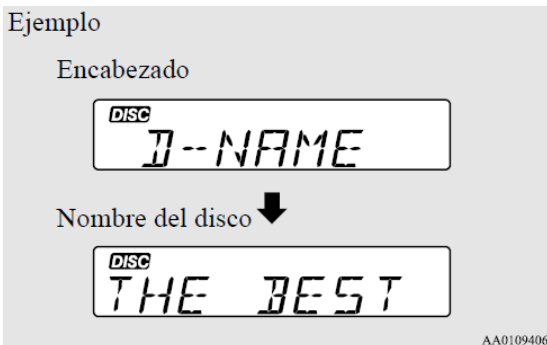 Ejemplo
Encabezado
DISC
D--NAME
Nombre del disco
DISC
THE BEST
AA0109406